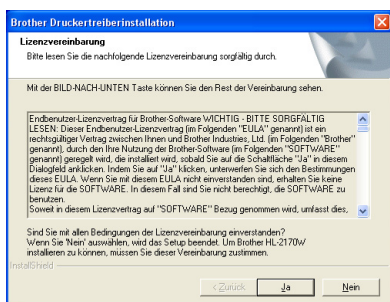 Brother Druckertreiberinstallation
Lizenzvereinbarung
Bitte lesen Sie die nachfolgende Lizenzvereinbarung sorgfältig durch.
Mit der BILD-NACH-UNTEN Taste können Sie den Rest der Vereinbarung sehen.
Endbenutzer-Lizenzvertrag für Brother-Software WICHTIG - BITTE SORGFÄLTIG
LESEN: Dieser Endbenutzer-Lizenzvertrag (im Folgenden "EULA" genannt) ist ein
rechtsgültiger Vertrag zwischen Ihnen und Brother Industries, Ltd. (im Folgenden "Brother"
genannt), durch den Ihre Nutzung der Brother-Software (im Folgenden "SOFTWARE"
genannt) geregelt wird, die installiert wird, sobald Sie auf die Schaltfläche "Ja" in diesem
Dialogfeld anklicken. Indem Sie auf "Ja" klicken, unterwerfen Sie sich den Bestimmungen
dieses EULA. Wenn Sie mit diesem EULA nicht einverstanden sind, erhalten Sie keine
Lizenz für die SOFTWARE. In diesem Fall sind Sie nicht berechtigt, die SOFTWARE zu
benutzen.
Soweit in diesem Lizenzvertrag auf "SOFTWARE" Bezug genommen wird, umfasst dies,
Sind Sie mit allen Bedingungen der Lizenzvereinbarung einverstanden?
Wenn Sie 'Nein' auswählen, wird das Setup beendet. Um Brother HL-2170W
installieren zu können, müssen Sie dieser Vereinbarung zustimmen.
InstallShield
< Zurück
Ja
Nein